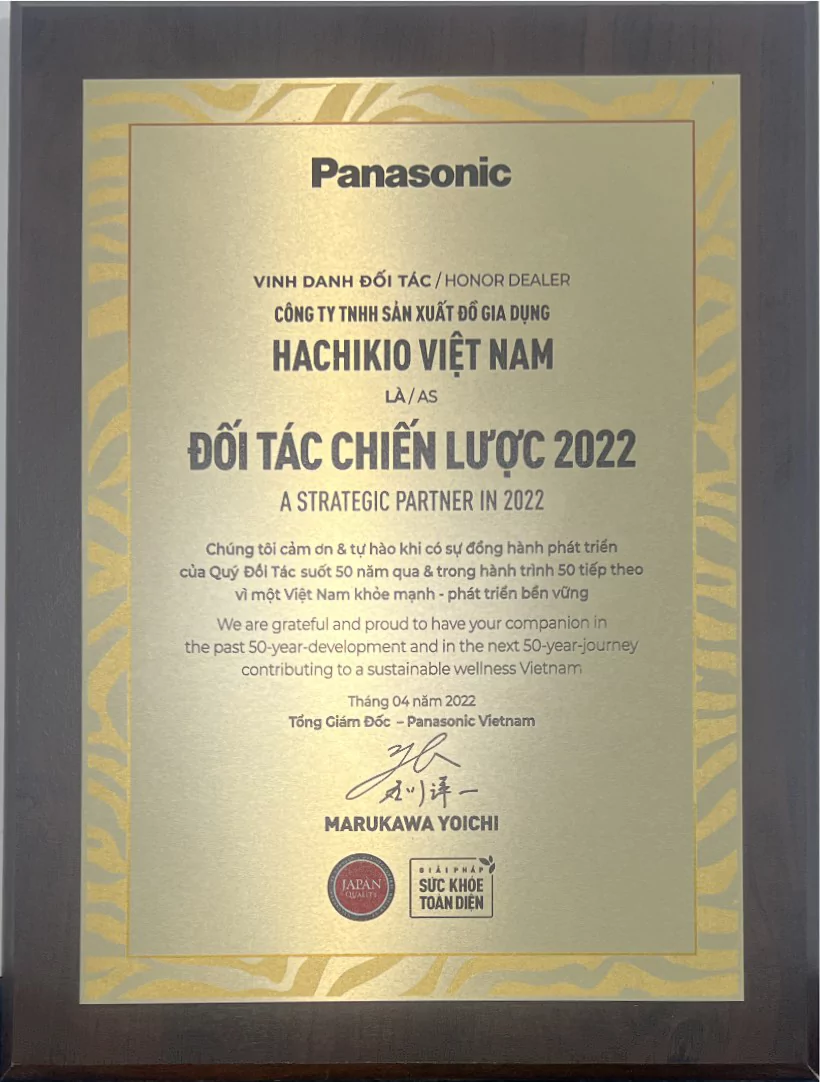 Panasonic
VINH DANH ĐỐI TÁC / HONOR DEALER
CÔNG TY TNHH SẢN XUẤT ĐỒ GIA DỤNG
HACHIKIO VIỆT NAM
LÀ / AS
ĐỐI TÁC CHIẾN LƯỢC 2022
A STRATEGIC PARTNER IN 2022
Chúng tôi cảm ơn & tự hào khi có sự đồng hành phát triển
của Quý Đối Tác suốt 50 năm qua & trong hành trình 50 tiếp theo
vì một Việt Nam khỏe mạnh - phát triển bền vững
We are grateful and proud to have your companion in
the past 50-year-development and in the next 50-year-journey
contributing to a sustainable wellness Vietnam
Tháng 04 năm 2022
Tổng Giám Đốc – Panasonic Vietnam
川洋一
MARUKAWA YOICHI
JAPAN
QUALITY
GIẢI PHÁP
SỨC KHỎE
TOÀN DIỆN